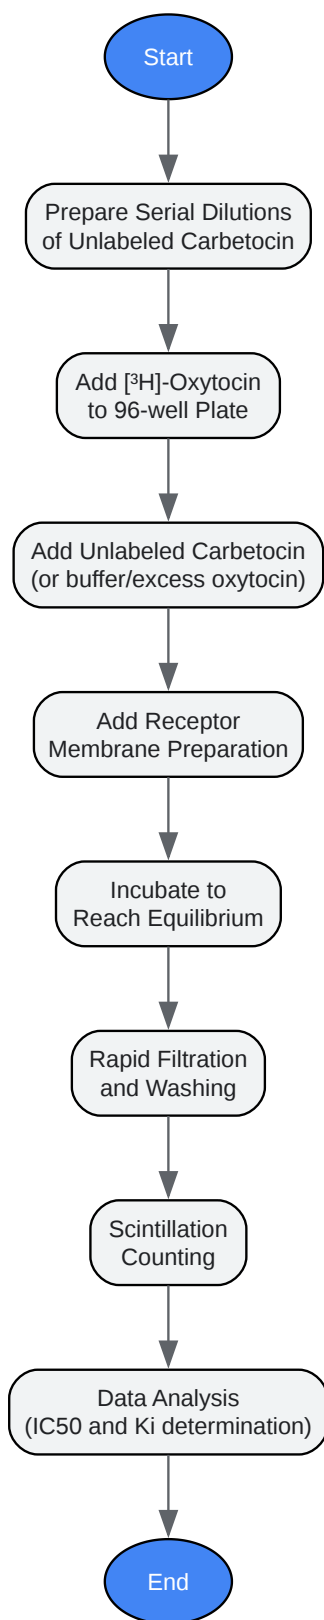 Start
Prepare Serial Dilutions
of Unlabeled Carbetocin
Add [³H]-Oxytocin
to 96-well Plate
Add Unlabeled Carbetocin
(or buffer/excess oxytocin)
Add Receptor
Membrane Preparation
Incubate to
Reach Equilibrium
Rapid Filtration
and Washing
Scintillation
Counting
Data Analysis
(IC50 and Ki determination)
End